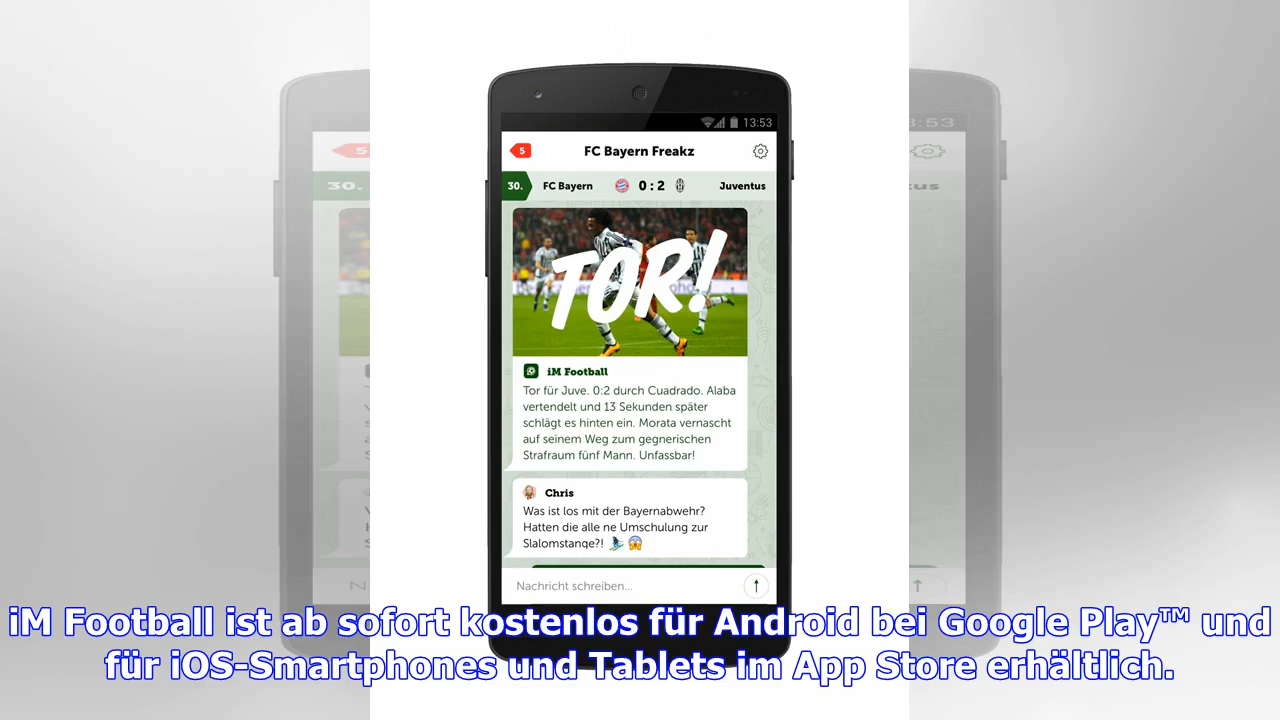 13:53
5
FC Bayern Freakz
30. FC Bayern 0 : 2 Juventus
TOR!
iM Football
Tor für Juve. 0:2 durch Cuadrado. Alaba
vertendelt und 13 Sekunden später
schlägt es hinten ein. Morata vernascht
auf seinem Weg zum gegnerischen
Strafraum fünf Mann. Unfassbar!
Chris
Was ist los mit der Bayernabwehr?
Hatten die alle ne Umschulung zur
Slalomstange?!
Nachricht schreiben...
iM Football ist ab sofort kostenlos für Android bei Google Play™ und
für iOS-Smartphones und Tablets im App Store erhältlich.